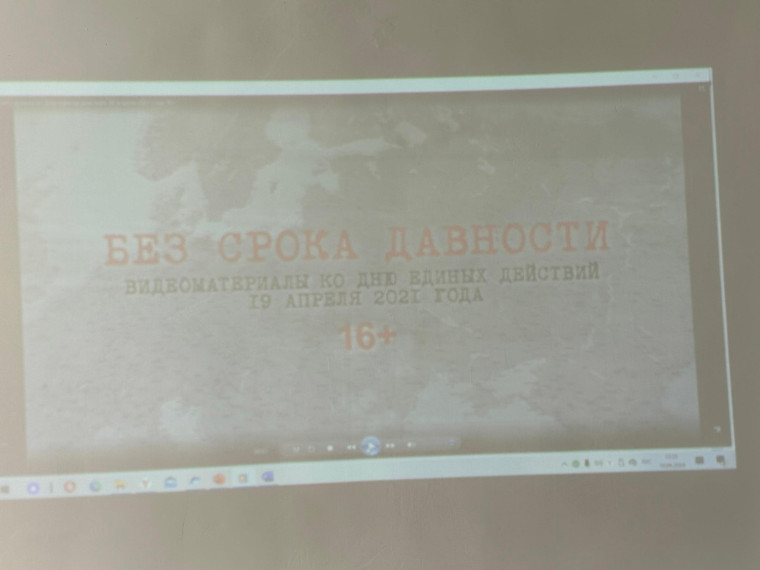 БЕЗ СРОКА ДАВНОСТИ
ВИДЕОМАТЕРИАЛЫ КО ДНЮ ЕДИНЫХ ДЕЙСТВИЙ
19 АПРЕЛЯ 2021 ГОДА
16+